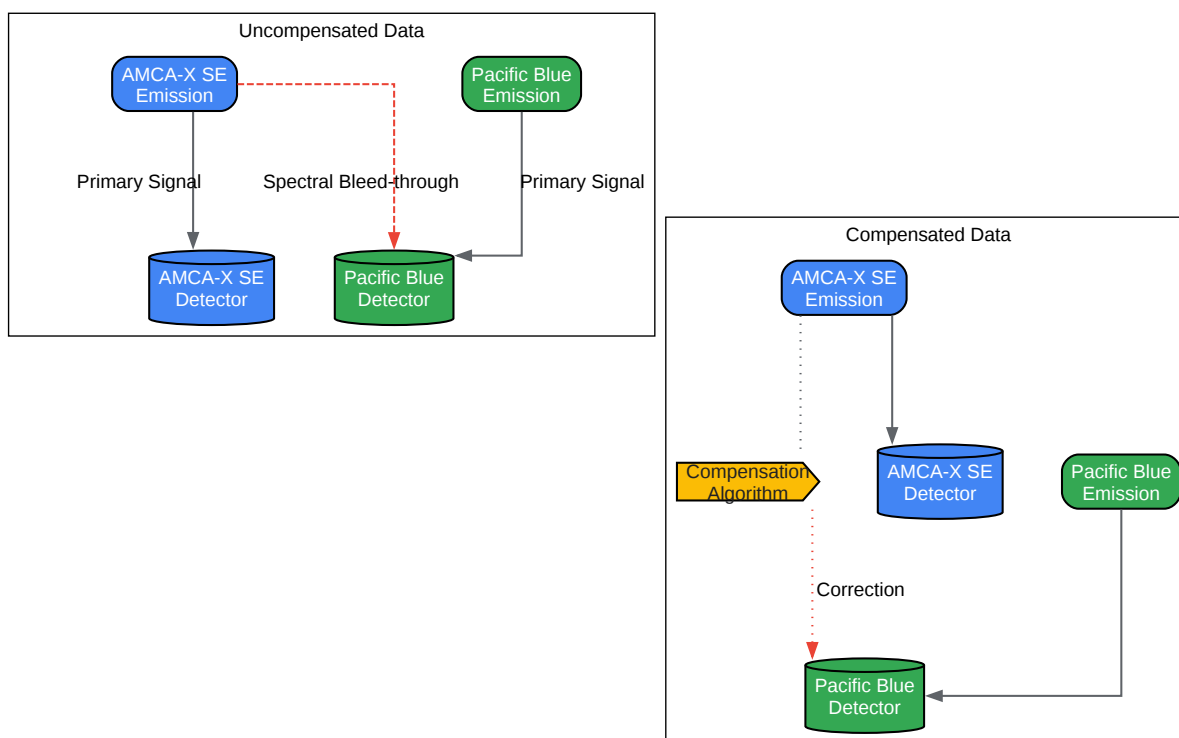 Uncompensated Data
AMCA-X SE
Emission
Pacific Blue
Emission
Primary Signal
Spectral Bleed-through
Primary Signal
AMCA-X SE
Detector
Pacific Blue
Detector
Compensated Data
AMCA-X SE
Emission
Compensation
Algorithm
AMCA-X SE
Detector
Pacific Blue
Emission
Correction
Pacific Blue
Detector